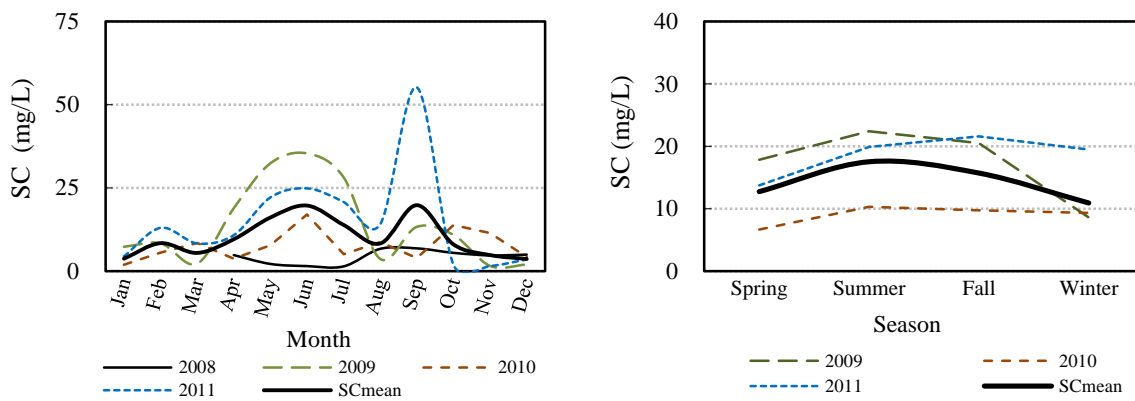 75
50
25
0
SC (mg/L)
Jan Feb Mar Apr May Jun Jul Aug Sep Oct Nov Dec
Month
2008 2009 2010
2011 SCmean
40
30
20
10
0
SC (mg/L)
Spring Summer Fall Winter
Season
2009 2010
2011 SCmean